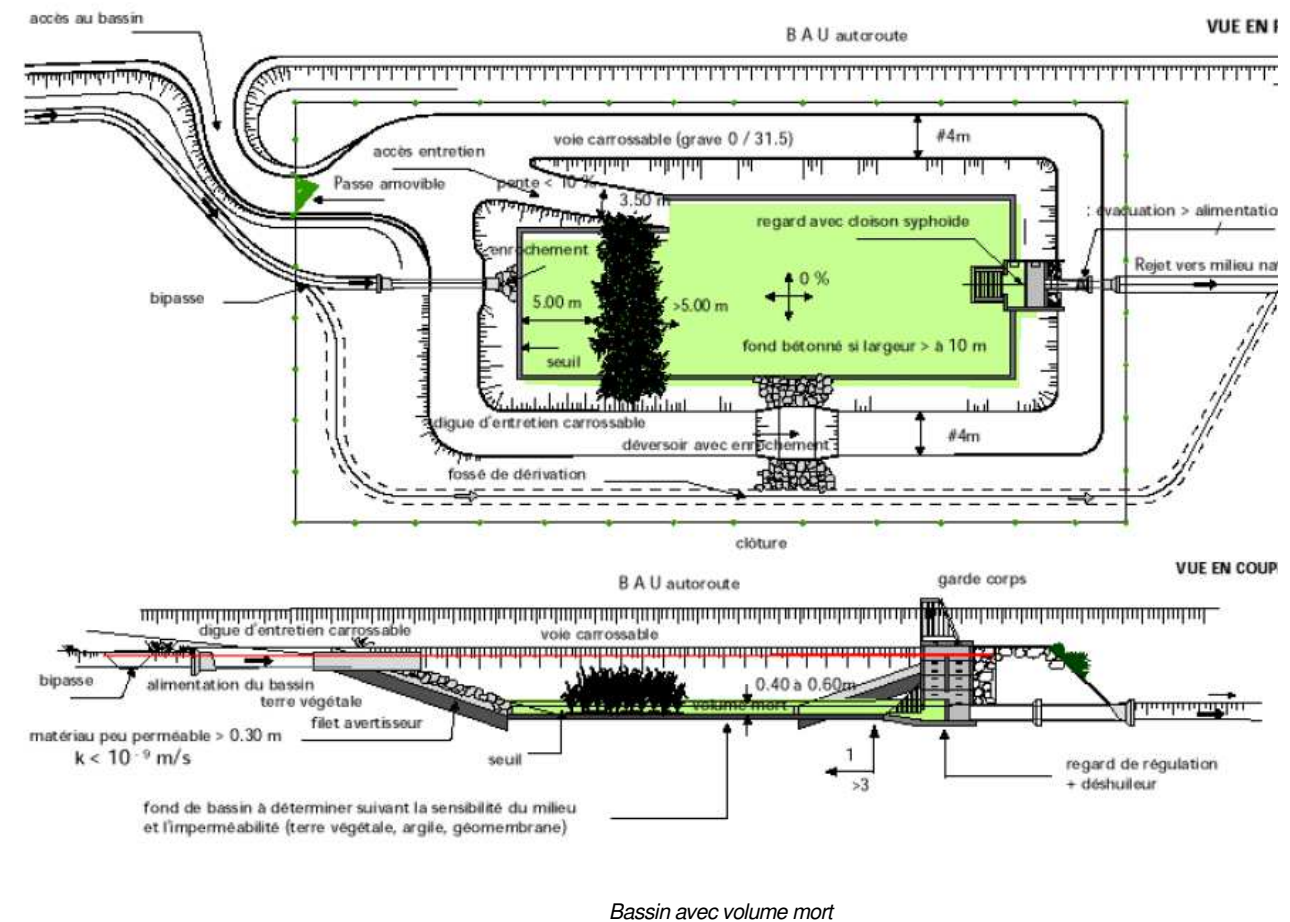 accès au bassin
B A U autoroute
VUE EN
voie carrossable (grave 0 / 31.5)
#4m
accès entretien
Passe amovible
pente < 10 %
3.50 m
regard avec cloison syphoïde
: évacuation > alimentatio
enrochement
Rejet vers milieu na
0 %
bipasse
5.00 m
>5.00 m
fond bétonné si largeur > à 10 m
seuil
digue d'entretien carrossable
#4m
déversoir avec enrochement :
fossé de dérivation
clôture
VUE EN COUP
B A U autoroute
garde corps
digue d'entretien carrossable
voie carrossable
bipasse
alimentation du bassin
0.40 à 0.60m
terre végétale
volume mort
filet avertisseur
matériau peu perméable > 0.30 m
k < 10⁻⁹ m/s
seuil
1
>3
regard de régulation
+ déshuileur
fond de bassin à déterminer suivant la sensibilité du milieu
et l'imperméabilité (terre végétale, argile, géomembrane)
Bassin avec volume mort